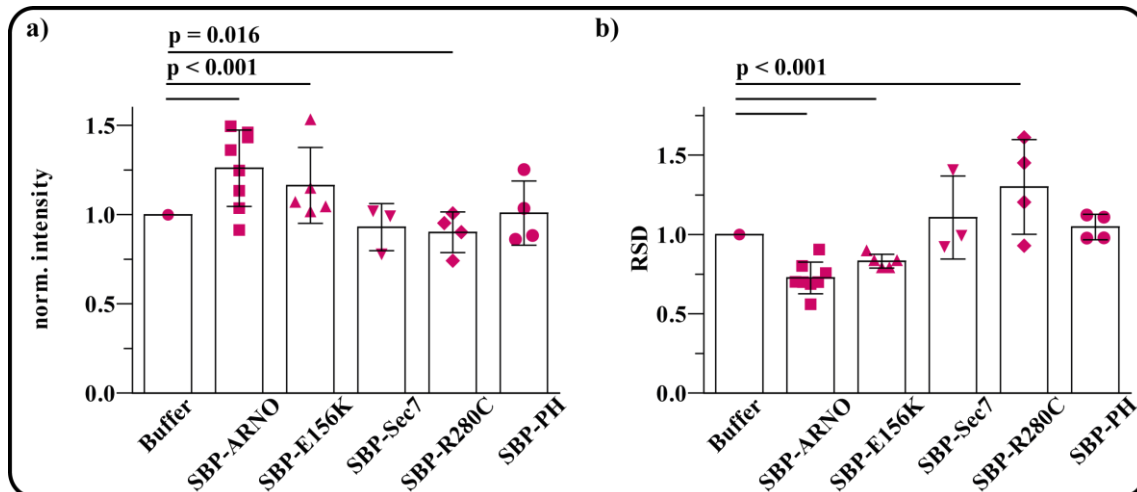 a)
p = 0.016
p < 0.001
norm. intensity
1.5
1.0
0.5
0.0
Buffer
SBP-ARNO
SBP-E156K
SBP-Sec7
SBP-R280C
SBP-PH
b)
p < 0.001
RSD
1.5
1.0
0.5
0.0
Buffer
SBP-ARNO
SBP-E156K
SBP-Sec7
SBP-R280C
SBP-PH